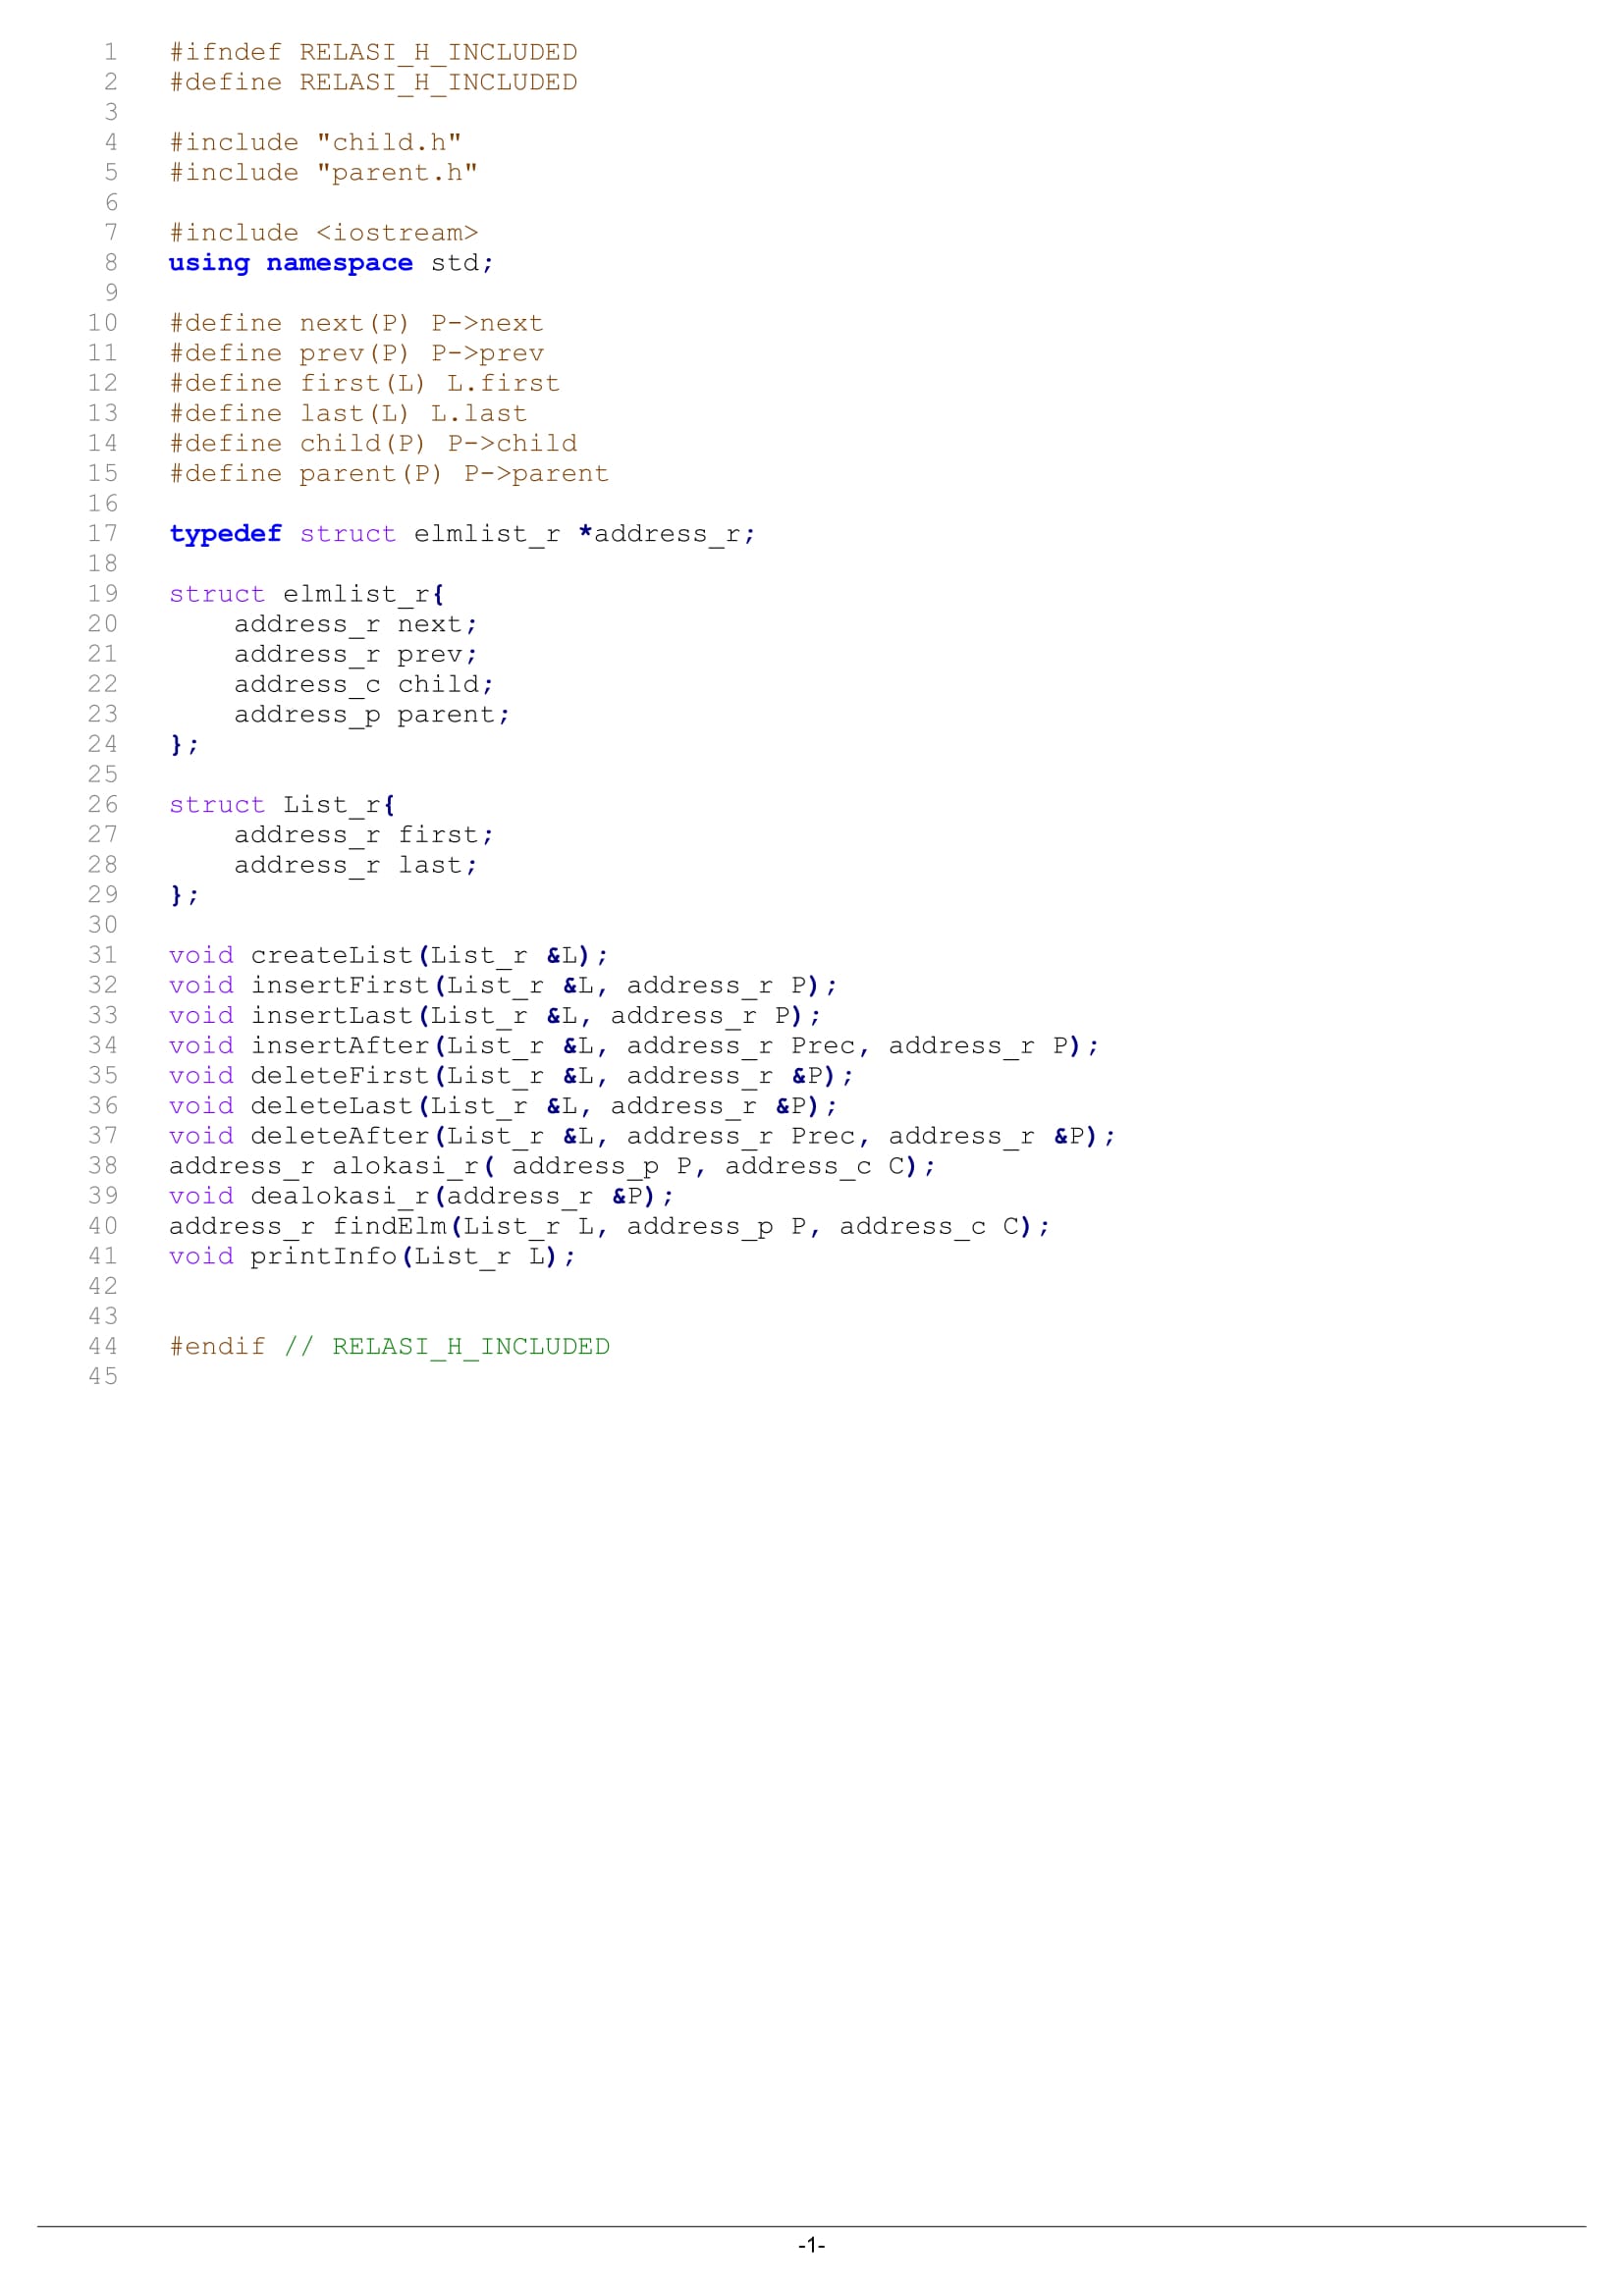 1 #ifndef RELASI_H_INCLUDED
2 #define RELASI_H_INCLUDED
3
4 #include "child.h"
5 #include "parent.h"
6
7 #include <iostream>
8 using namespace std;
9
10 #define next(P) P->next
11 #define prev(P) P->prev
12 #define first(L) L.first
13 #define last(L) L.last
14 #define child(P) P->child
15 #define parent(P) P->parent
16
17 typedef struct elmlist_r *address_r;
18
19 struct elmlist_r{
20     address_r next;
21     address_r prev;
22     address_c child;
23     address_p parent;
24 };
25
26 struct List_r{
27     address_r first;
28     address_r last;
29 };
30
31 void createList(List_r &L);
32 void insertFirst(List_r &L, address_r P);
33 void insertLast(List_r &L, address_r P);
34 void insertAfter(List_r &L, address_r Prec, address_r P);
35 void deleteFirst(List_r &L, address_r &P);
36 void deleteLast(List_r &L, address_r &P);
37 void deleteAfter(List_r &L, address_r Prec, address_r &P);
38 address_r alokasi_r( address_p P, address_c C);
39 void dealokasi_r(address_r &P);
40 address_r findElm(List_r L, address_p P, address_c C);
41 void printInfo(List_r L);
42
43
44 #endif // RELASI_H_INCLUDED
45
-1-